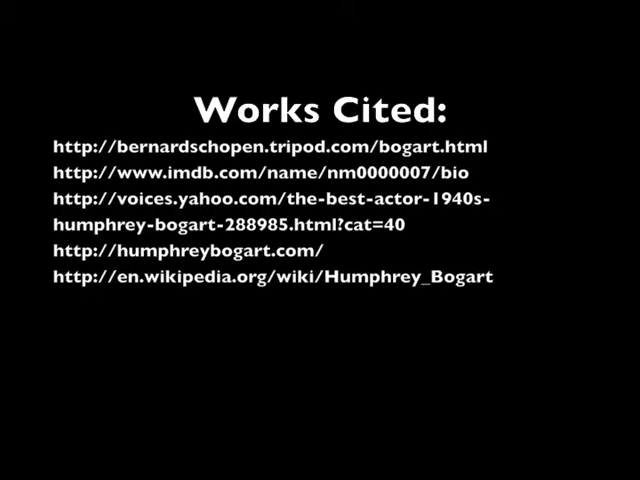 Works Cited:
http://bernardschopen.tripod.com/bogart.html
http://www.imdb.com/name/nm0000007/bio
http://voices.yahoo.com/the-best-actor-1940s-
humphrey-bogart-288985.html?cat=40
http://humphreybogart.com/
http://en.wikipedia.org/wiki/Humphrey_Bogart